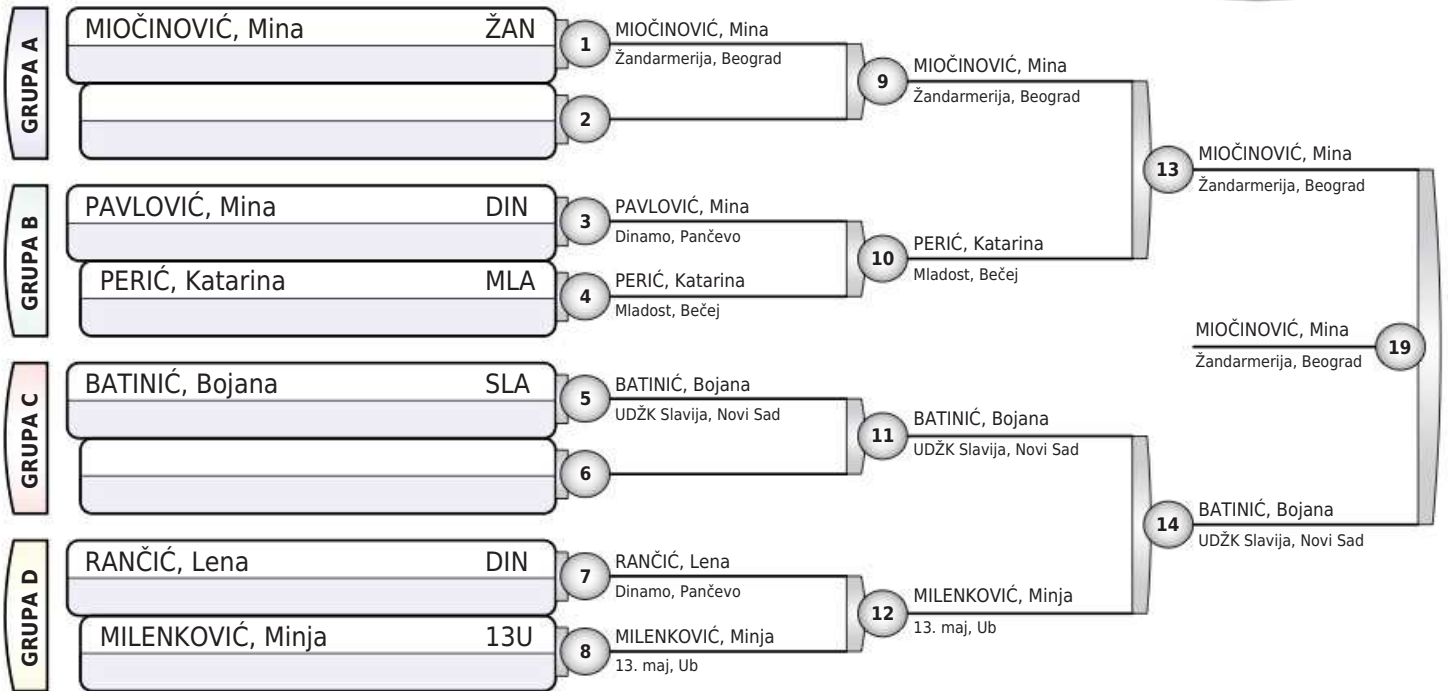 GRUPA A
MIOČINOVIĆ, Mina ŽAN
1
MIOČINOVIĆ, Mina
Žandarmerija, Beograd
2
9
MIOČINOVIĆ, Mina
Žandarmerija, Beograd
GRUPA B
PAVLOVIĆ, Mina DIN
PERIĆ, Katarina MLA
3
PAVLOVIĆ, Mina
Dinamo, Pančevo
4
PERIĆ, Katarina
Mladost, Bečej
10
PERIĆ, Katarina
Mladost, Bečej
13
MIOČINOVIĆ, Mina
Žandarmerija, Beograd
GRUPA C
BATINIĆ, Bojana SLA
5
BATINIĆ, Bojana
UDŽK Slavija, Novi Sad
6
11
BATINIĆ, Bojana
UDŽK Slavija, Novi Sad
GRUPA D
RANČIĆ, Lena DIN
MILENKOVIĆ, Minja 13U
7
RANČIĆ, Lena
Dinamo, Pančevo
8
MILENKOVIĆ, Minja
13. maj, Ub
12
MILENKOVIĆ, Minja
13. maj, Ub
14
BATINIĆ, Bojana
UDŽK Slavija, Novi Sad
MIOČINOVIĆ, Mina
Žandarmerija, Beograd
19